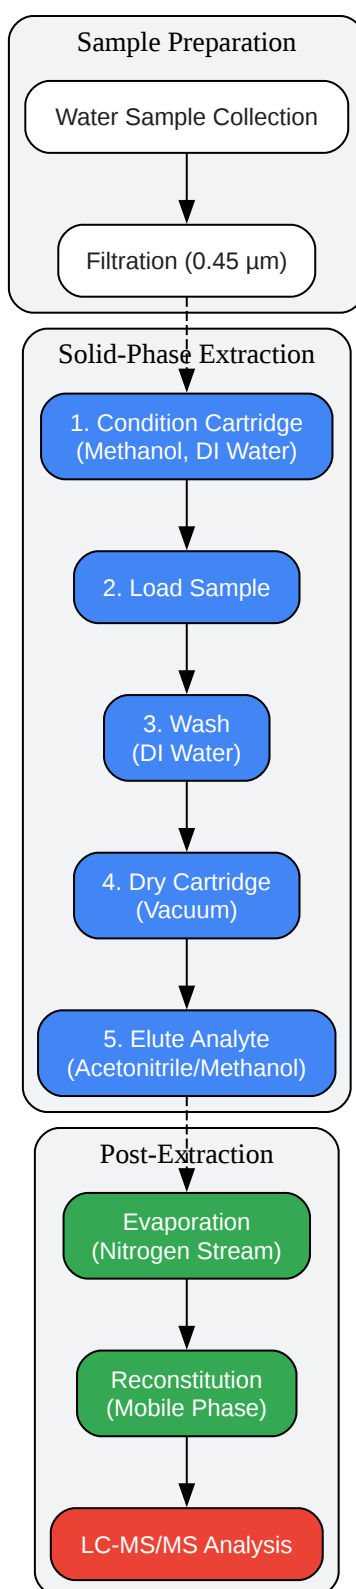 Sample Preparation
Water Sample Collection
Filtration (0.45 µm)
Solid-Phase Extraction
1. Condition Cartridge
(Methanol, DI Water)
2. Load Sample
3. Wash
(DI Water)
4. Dry Cartridge
(Vacuum)
5. Elute Analyte
(Acetonitrile/Methanol)
Post-Extraction
Evaporation
(Nitrogen Stream)
Reconstitution
(Mobile Phase)
LC-MS/MS Analysis